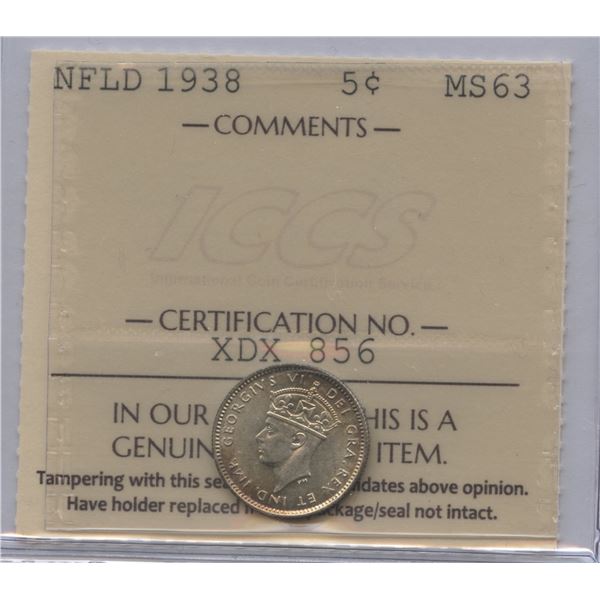 NFLD 1938 5¢ MS63
— COMMENTS —
ICCS
International Coin Certification Service
— CERTIFICATION NO. —
XDX 856
IN OUR HIS IS A
GENUIN ITEM.
Tampering with this se idates above opinion.
Have holder replaced ckage/seal not intact.
GEORGIVS VI DEI GRA. REX ET IND. IMP.